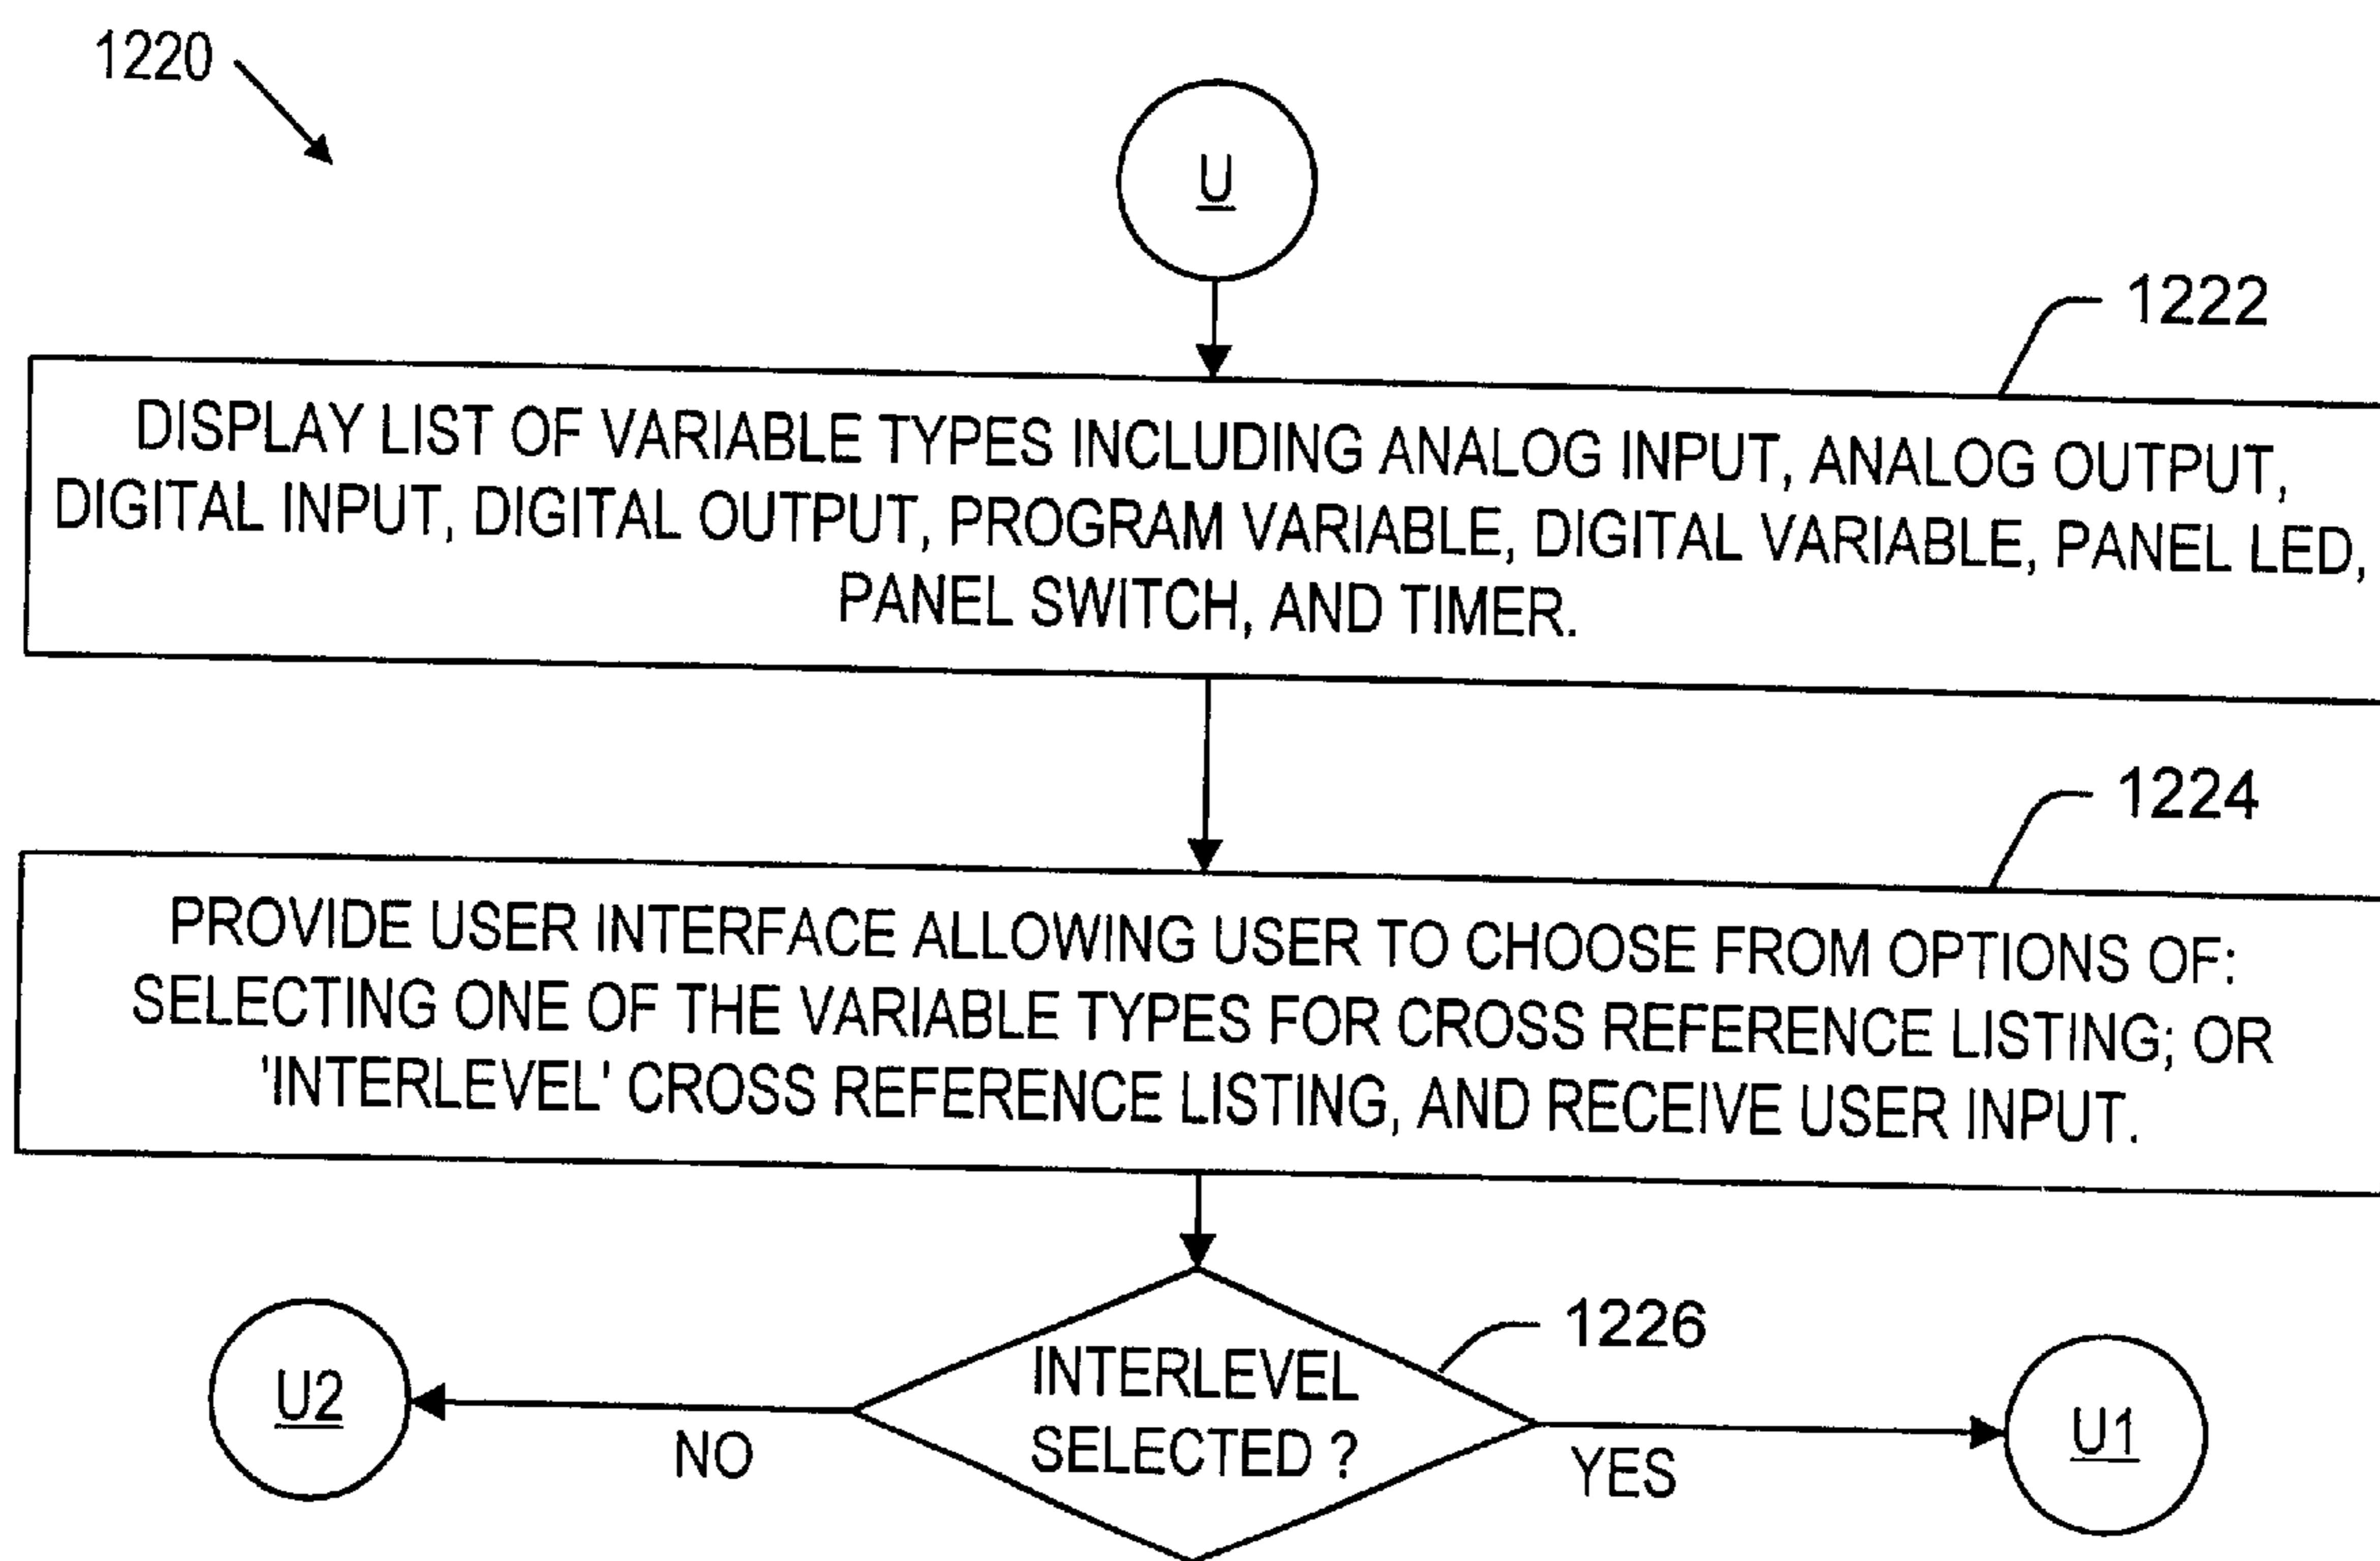 1220
U
1222
DISPLAY LIST OF VARIABLE TYPES INCLUDING ANALOG INPUT, ANALOG OUTPUT,
DIGITAL INPUT, DIGITAL OUTPUT, PROGRAM VARIABLE, DIGITAL VARIABLE, PANEL LED,
PANEL SWITCH, AND TIMER.
1224
PROVIDE USER INTERFACE ALLOWING USER TO CHOOSE FROM OPTIONS OF:
SELECTING ONE OF THE VARIABLE TYPES FOR CROSS REFERENCE LISTING; OR
'INTERLEVEL' CROSS REFERENCE LISTING, AND RECEIVE USER INPUT.
1226
INTERLEVEL
SELECTED ?
U2
NO
YES
U1